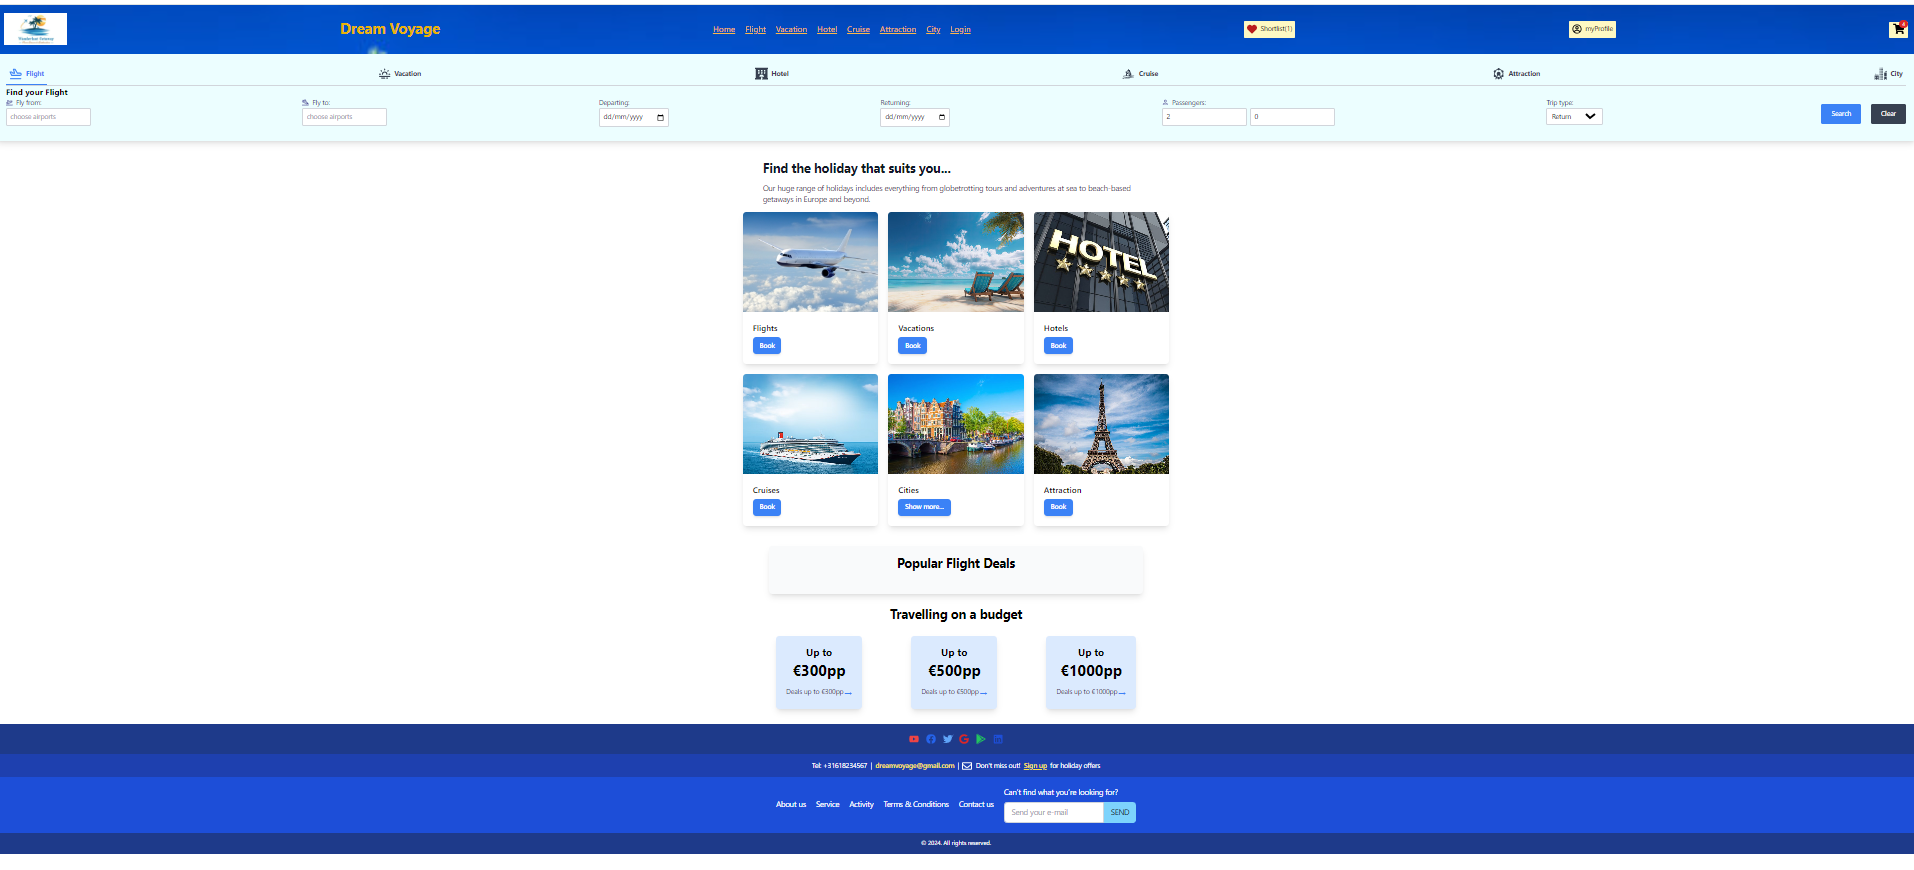 Dream Voyage
Home Flight Vacation Hotel Cruise Attraction City Login
Shortlist(1)
myProfile
Flight
Vacation
Hotel
Cruise
Attraction
City
Find your Flight
Fly from:
Fly to:
Departing:
Returning:
Passengers:
Trip type:
choose airports
choose airports
dd/mm/yyyy
dd/mm/yyyy
2
0
Return
Search
Clear
Find the holiday that suits you...
Our huge range of holidays includes everything from globetrotting tours and adventures at sea to beach-based
getaways in Europe and beyond.
HOTEL
Flights
Book
Vacations
Book
Hotels
Book
Cruises
Book
Cities
Show more...
Attraction
Book
Popular Flight Deals
Travelling on a budget
Up to
€300pp
Deals up to €300pp→
Up to
€500pp
Deals up to €500pp→
Up to
€1000pp
Deals up to €1000pp→
Tel: +31618234567 | dreamvoyage@gmail.com | Don't miss out! Sign up for holiday offers
About us Service Activity Terms & Conditions Contact us
Can't find what you're looking for?
Send your e-mail
SEND
© 2024. All rights reserved.